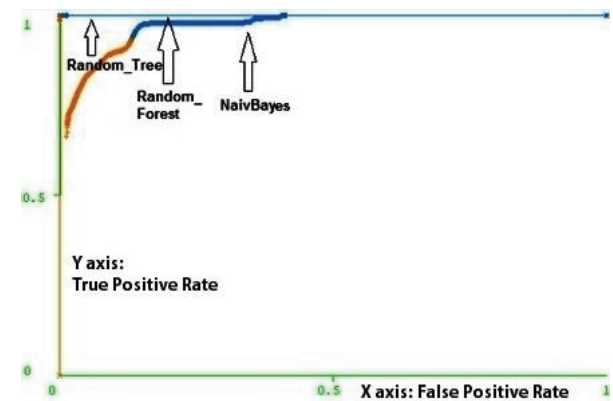 1
Random_Tree
Random_
Forest
NaivBayes
0.5
Y axis:
True Positive Rate
0
0
0.5
X axis: False Positive Rate
1